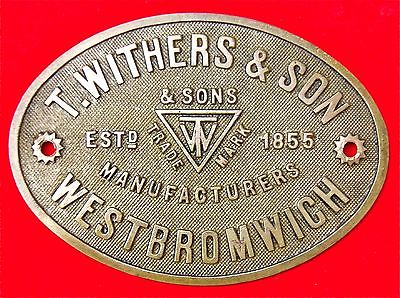 T. WITHERS & SON
& SONS
TW
TRADE MARK
ESTD 1855
MANUFACTURERS
WESTBROMWICH